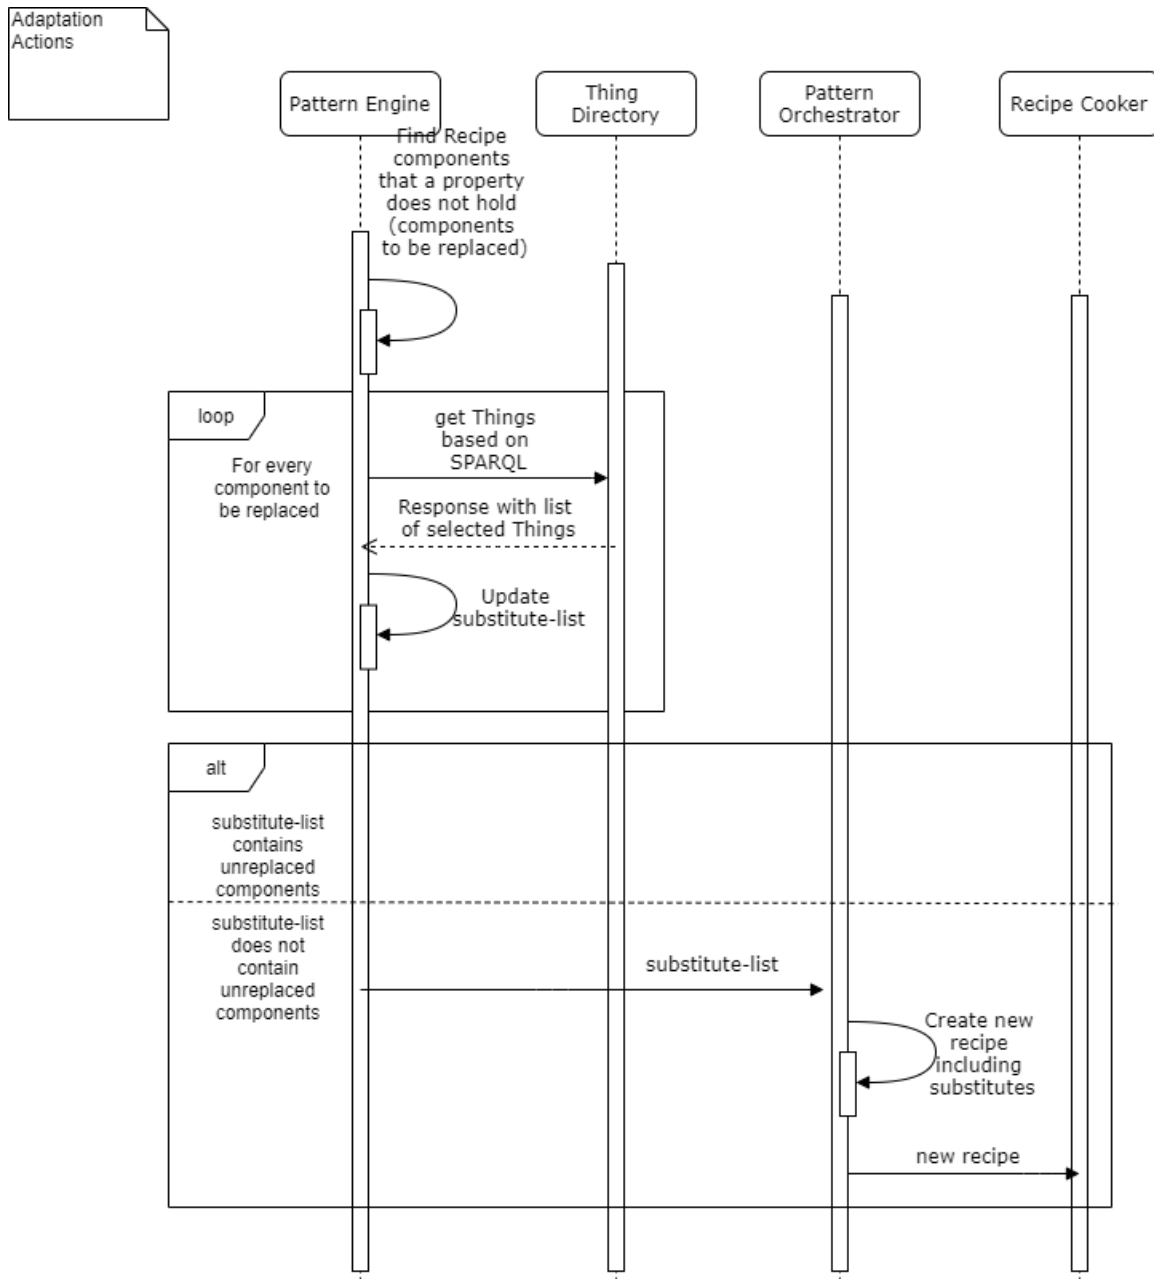 Adaptation
Actions
Pattern Engine
Thing
Directory
Pattern
Orchestrator
Recipe Cooker
Find Recipe
components
that a property
does not hold
(components
to be replaced)
loop
For every
component to
be replaced
get Things
based on
SPARQL
Response with list
of selected Things
Update
substitute-list
alt
substitute-list
contains
unreplaced
components
substitute-list
does not
contain
unreplaced
components
substitute-list
Create new
recipe
including
substitutes
new recipe